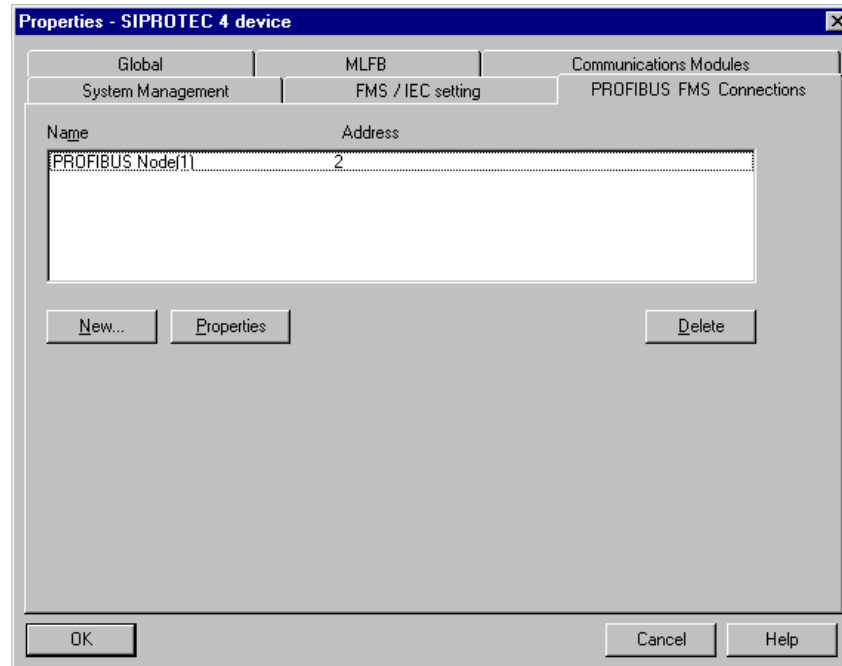 Properties - SIPROTEC 4 device
Global MLFB Communications Modules
System Management FMS / IEC setting PROFIBUS FMS Connections
Name Address
PROFIBUS Node(1) 2
New... Properties Delete
OK Cancel Help